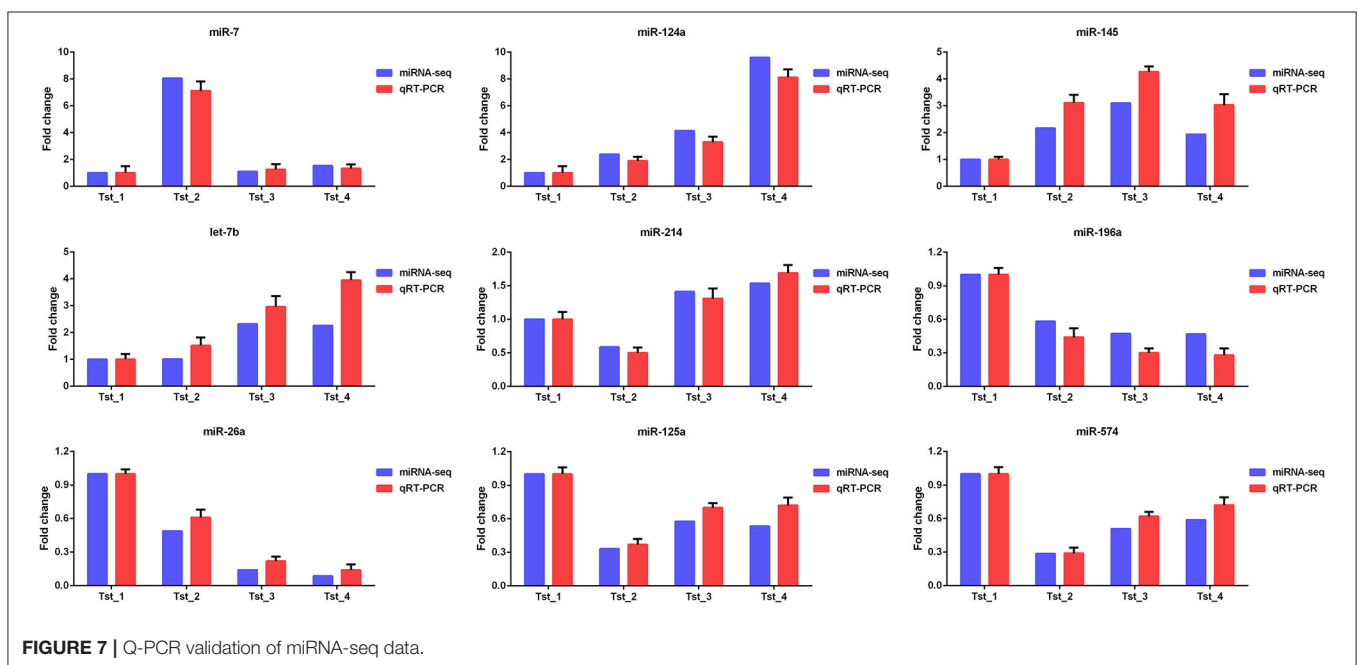 miR-7
Fold change
10
8
6
4
2
0
Tst_1 Tst_2 Tst_3 Tst_4
miRNA-seq
qRT-PCR
miR-124a
Fold change
10
8
6
4
2
0
Tst_1 Tst_2 Tst_3 Tst_4
miRNA-seq
qRT-PCR
miR-145
Fold change
5
4
3
2
1
0
Tst_1 Tst_2 Tst_3 Tst_4
miRNA-seq
qRT-PCR
let-7b
Fold change
5
4
3
2
1
0
Tst_1 Tst_2 Tst_3 Tst_4
miRNA-seq
qRT-PCR
miR-214
Fold change
2.0
1.5
1.0
0.5
0.0
Tst_1 Tst_2 Tst_3 Tst_4
miRNA-seq
qRT-PCR
miR-196a
Fold change
1.2
0.9
0.6
0.3
0.0
Tst_1 Tst_2 Tst_3 Tst_4
miRNA-seq
qRT-PCR
miR-26a
Fold change
1.2
0.9
0.6
0.3
0.0
Tst_1 Tst_2 Tst_3 Tst_4
miRNA-seq
qRT-PCR
miR-125a
Fold change
1.2
0.9
0.6
0.3
0.0
Tst_1 Tst_2 Tst_3 Tst_4
miRNA-seq
qRT-PCR
miR-574
Fold change
1.2
0.9
0.6
0.3
0.0
Tst_1 Tst_2 Tst_3 Tst_4
miRNA-seq
qRT-PCR
FIGURE 7 | Q-PCR validation of miRNA-seq data.